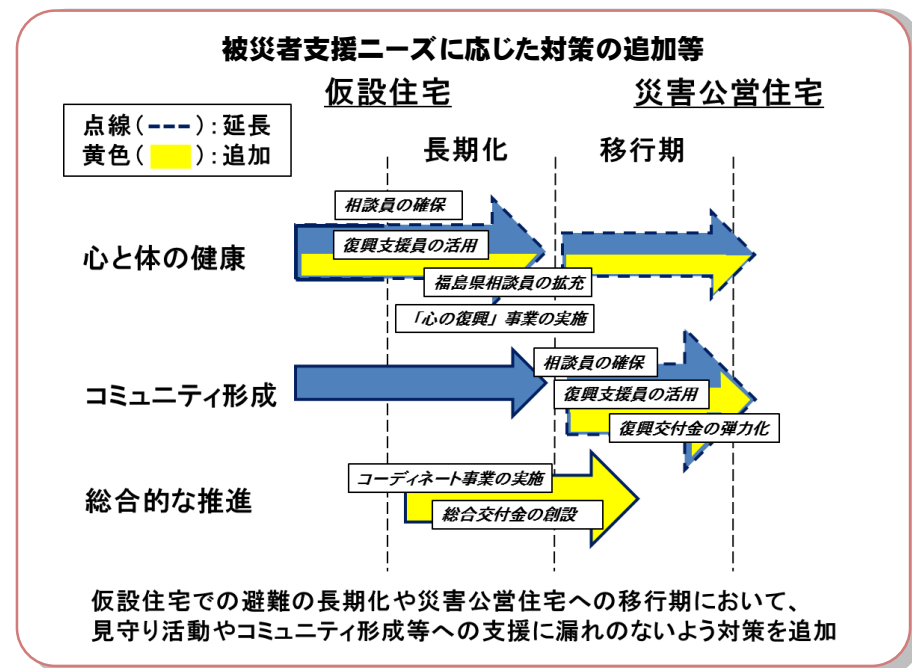 被災者支援ニーズに応じた対策の追加等
仮設住宅
災害公営住宅
点線(---):延長
黄色( ):追加
長期化
移行期
心と体の健康
相談員の確保
復興支援員の活用
福島県相談員の拡充
「心の復興」事業の実施
コミュニティ形成
相談員の確保
復興支援員の活用
復興交付金の弾力化
総合的な推進
コーディネート事業の実施
総合交付金の創設
仮設住宅での避難の長期化や災害公営住宅への移行期において、
見守り活動やコミュニティ形成等への支援に漏れのないよう対策を追加